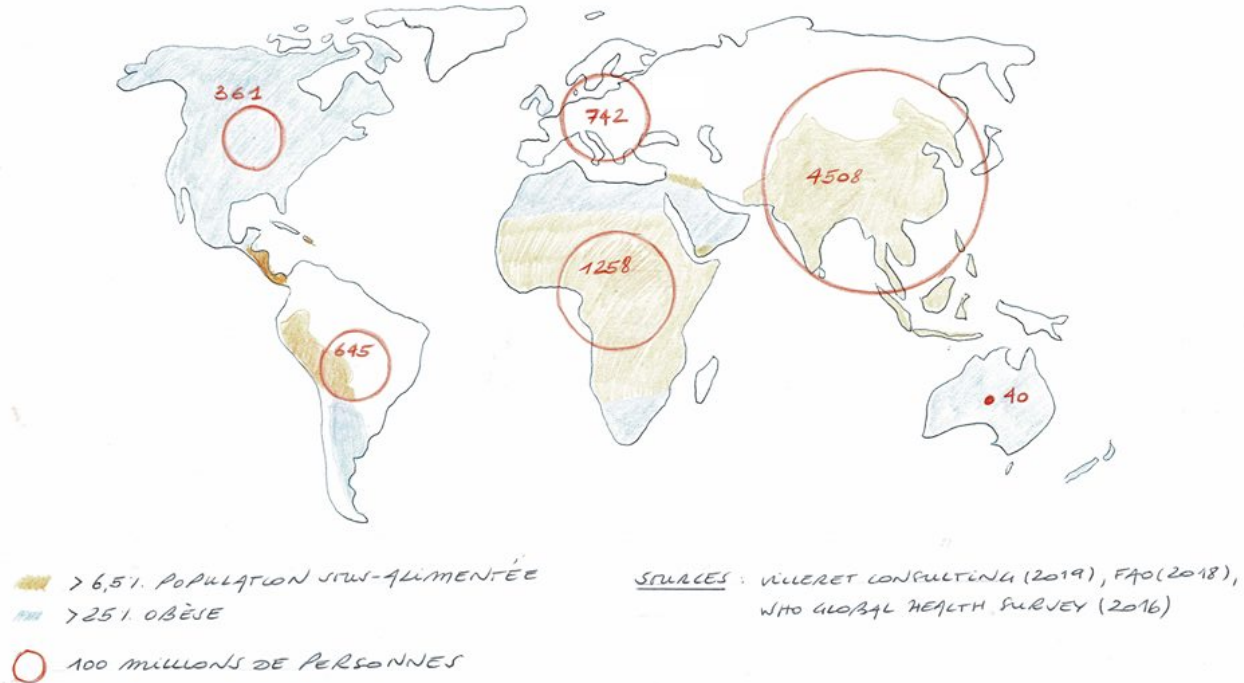 361
742
4508
1258
645
40
> 6,5%. POPULATION SOUS-ALIMENTÉE
> 25%. OBÈSE
100 MILLIONS DE PERSONNES
SOURCES : VILLERET CONSULTING (2019), FAO (2018),
WHO GLOBAL HEALTH SURVEY (2016)